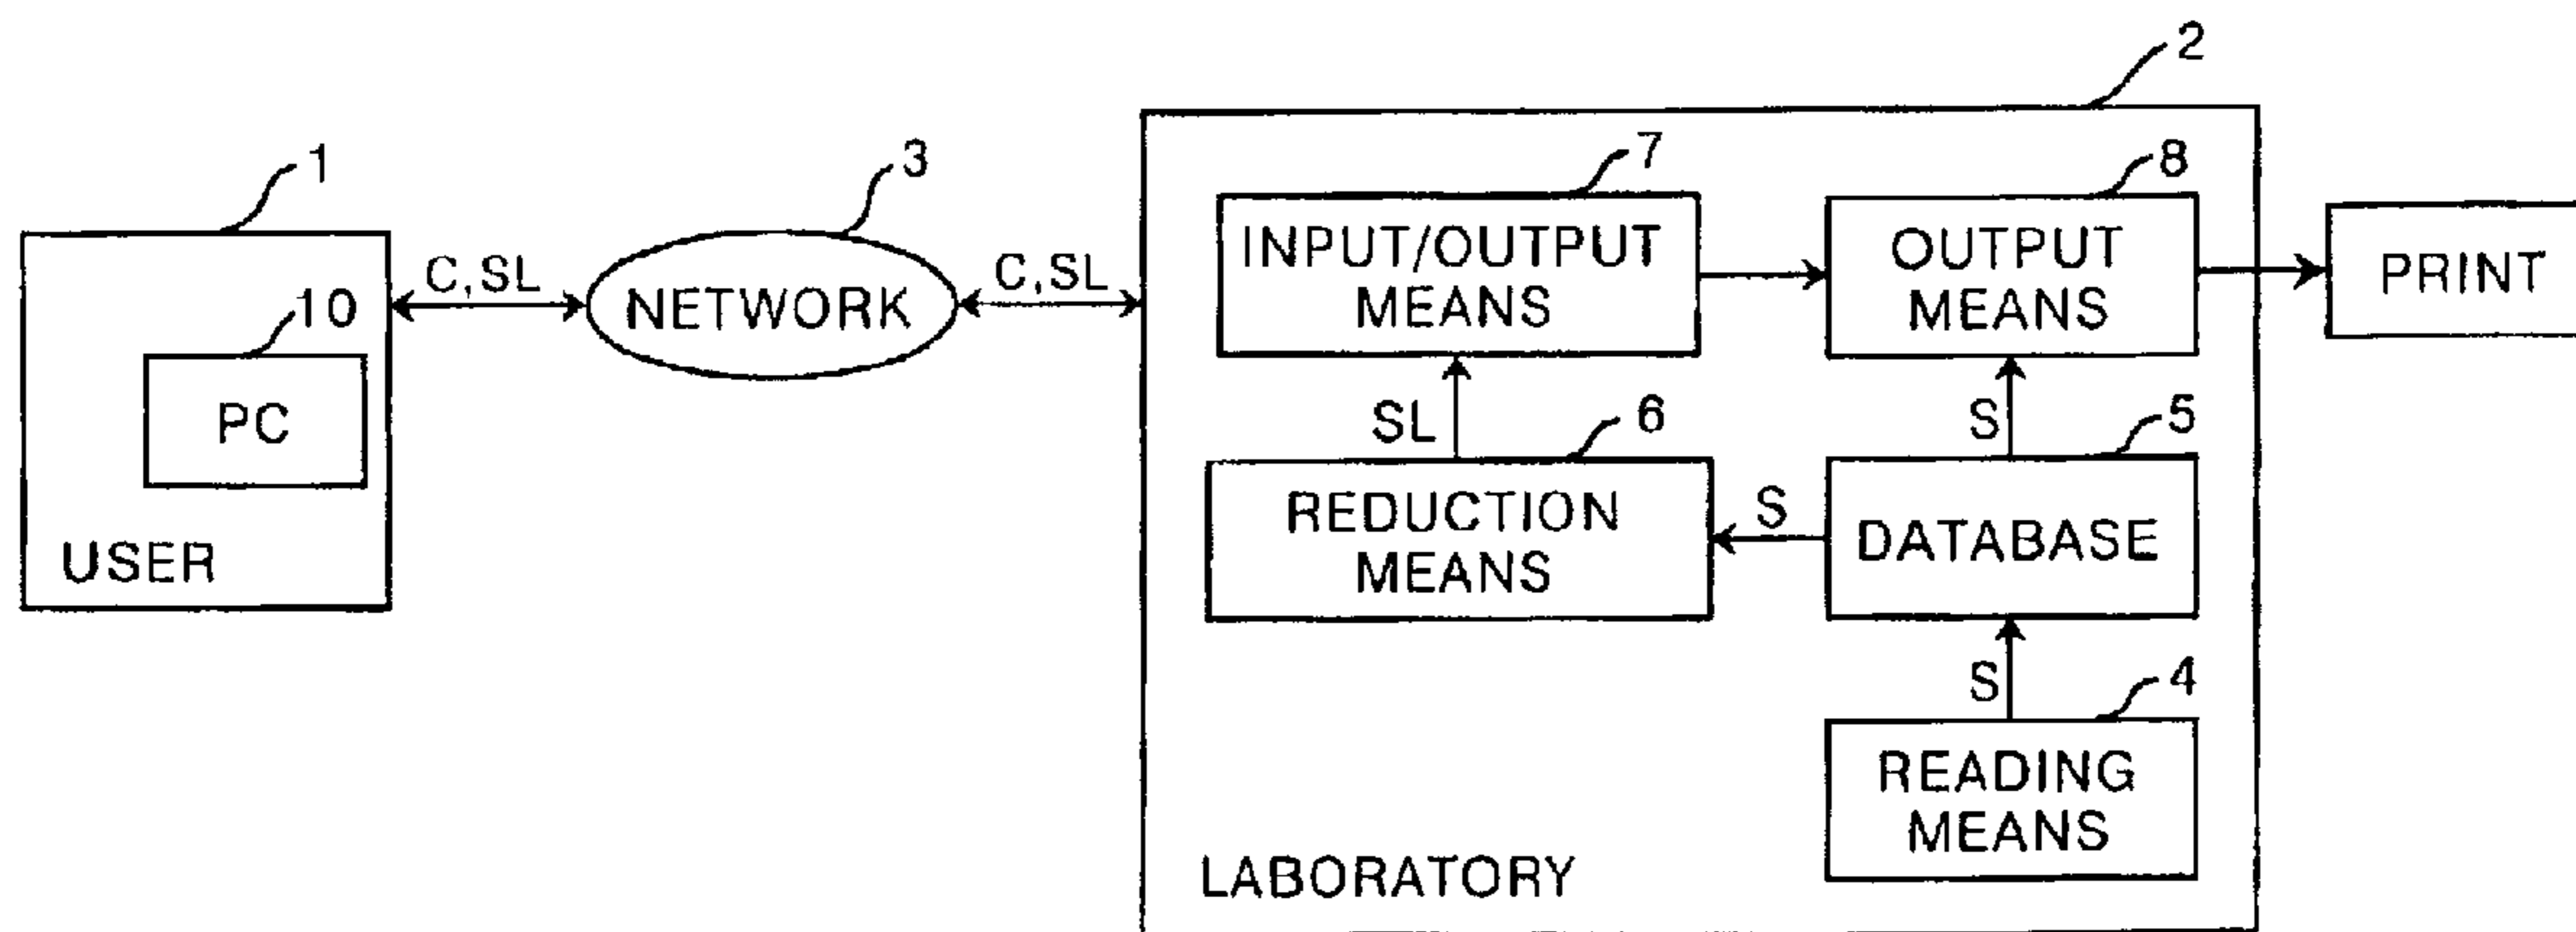 2
1
3
7
8
C,SL
NETWORK
C,SL
INPUT/OUTPUT
MEANS
OUTPUT
MEANS
PRINT
10
PC
USER
SL
6
S
5
REDUCTION
MEANS
S
DATABASE
S
4
READING
MEANS
LABORATORY